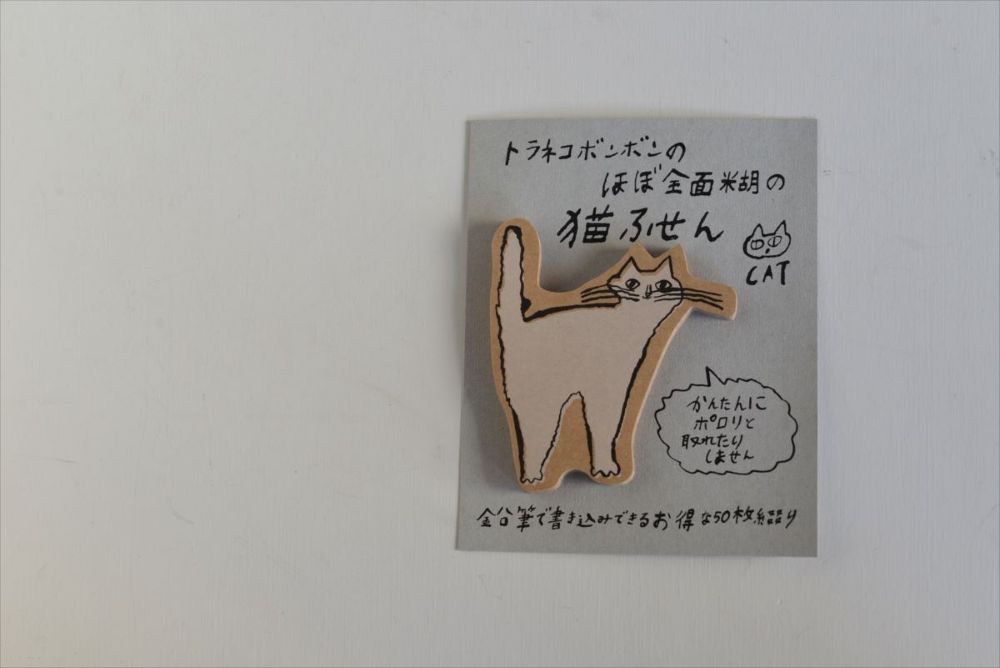 トラネコボンボンの
ほぼ全面糊の
猫ふせん
CAT
かんたんに
ポロリと
取れたり
しません
鉛筆で書き込みできるお得な50枚綴り